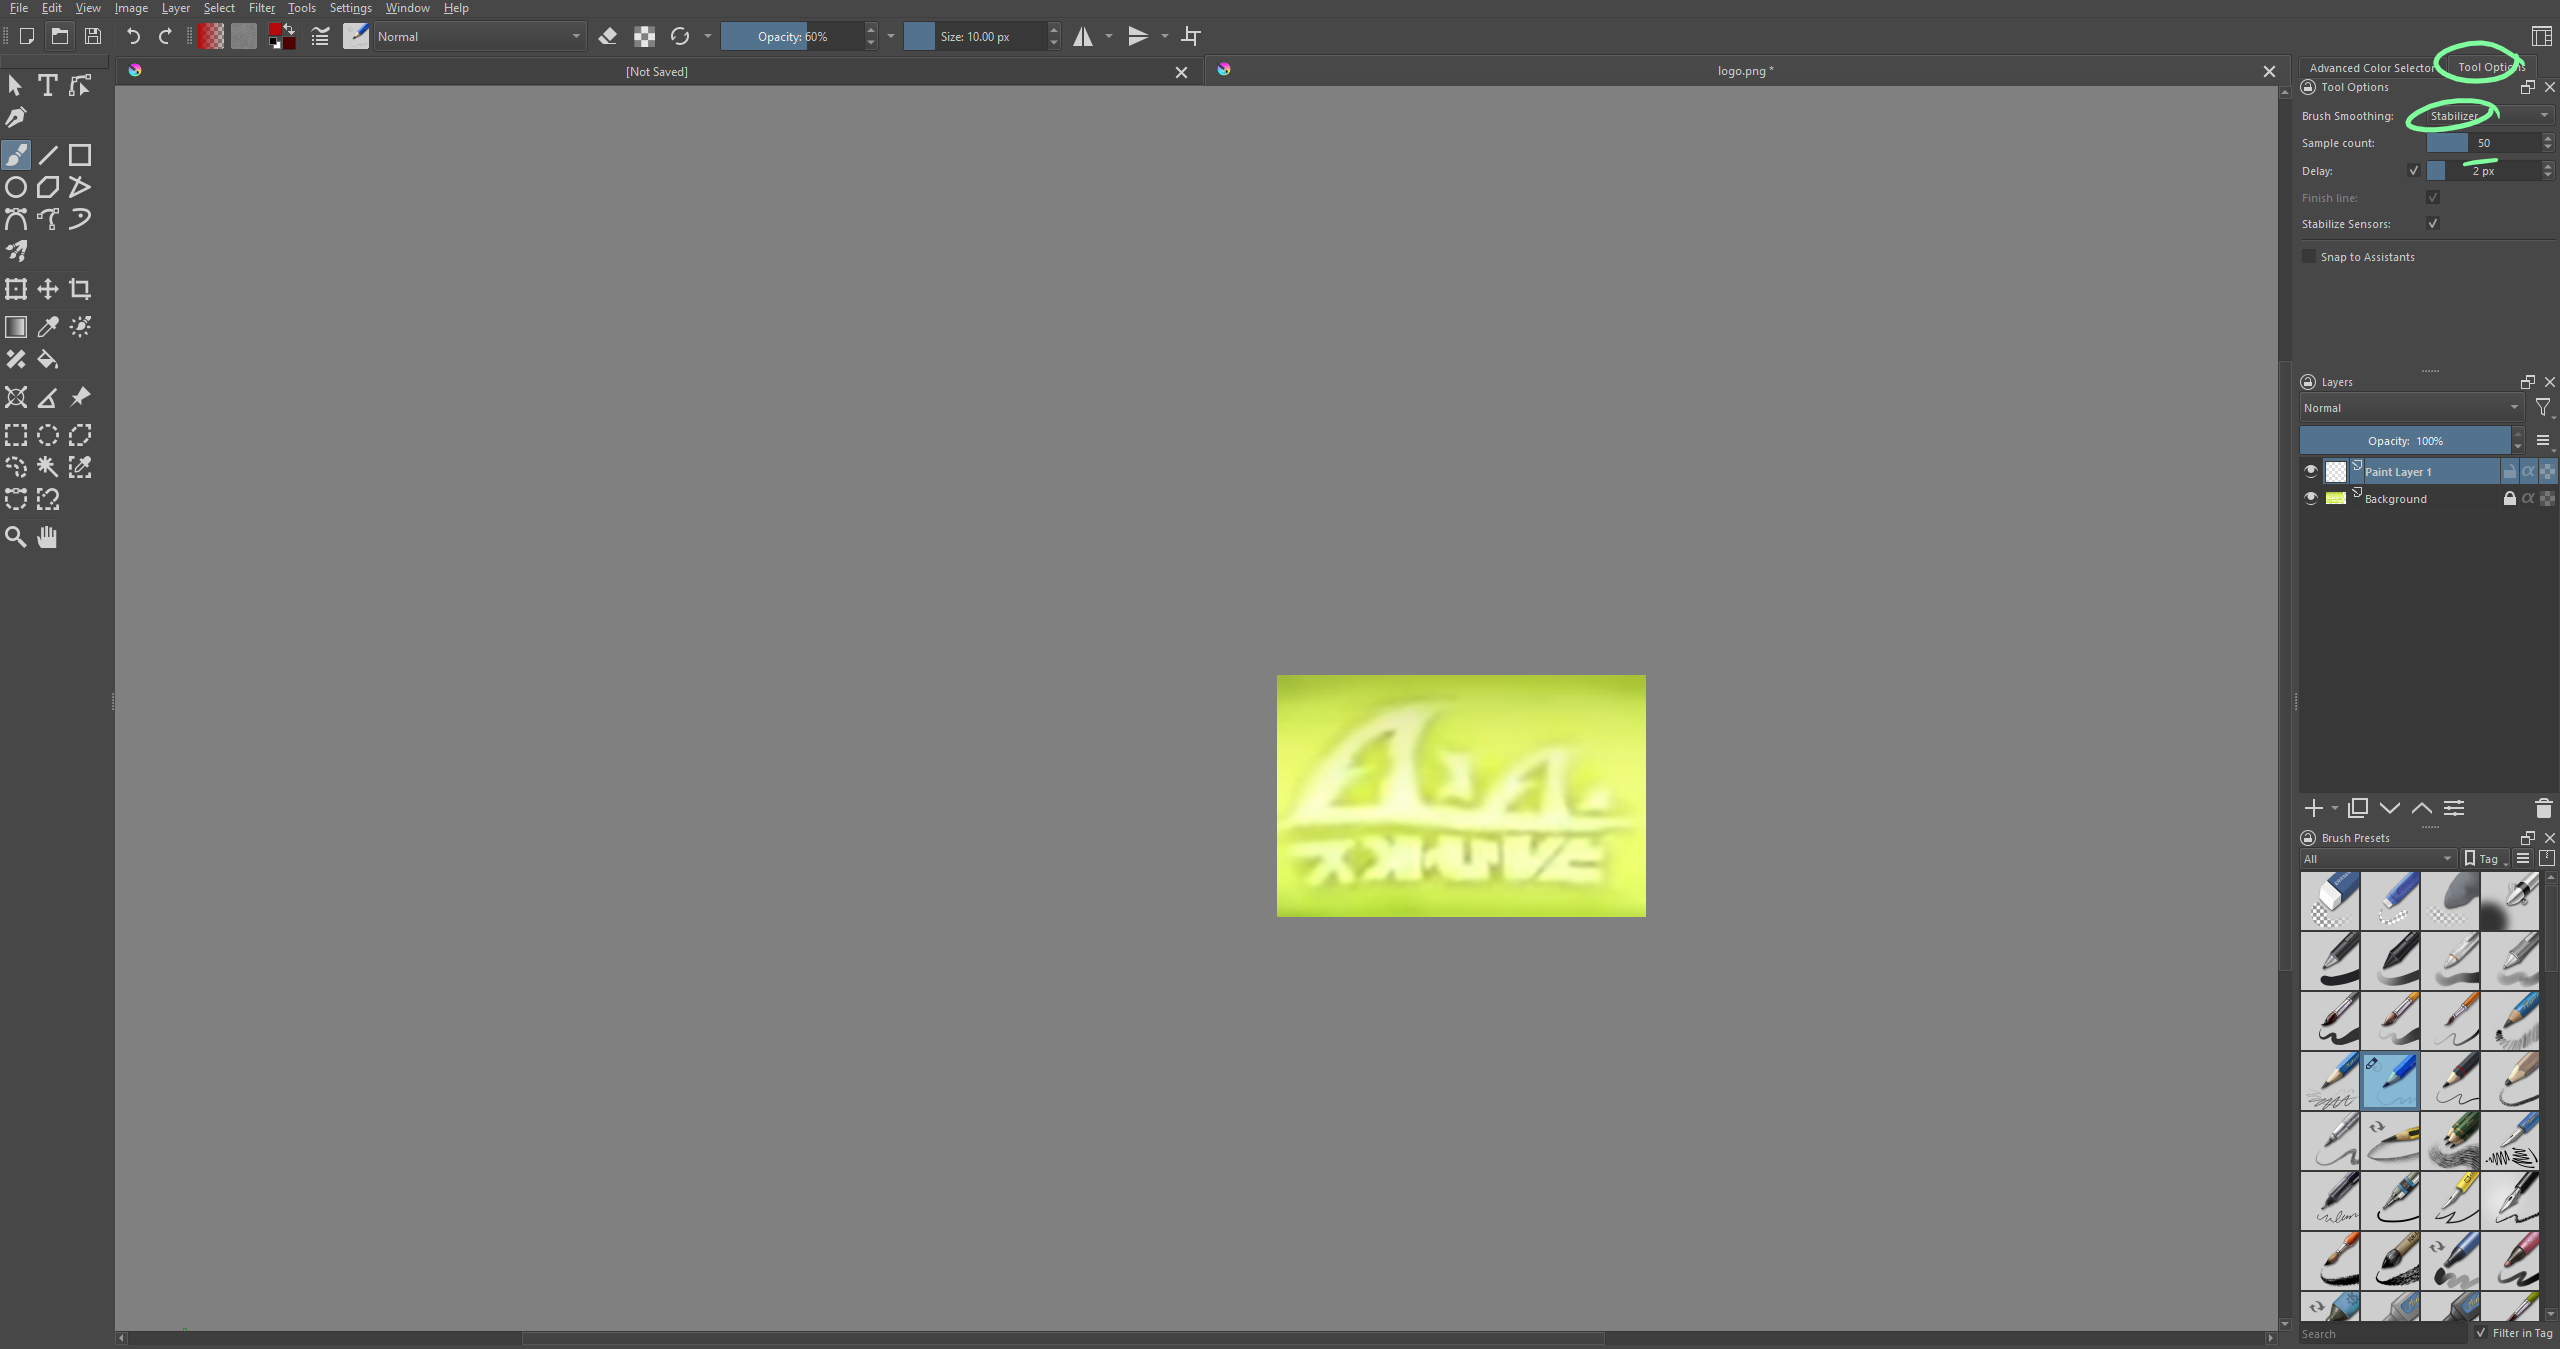 File Edit View Image Layer Select Filter Tools Settings Window Help
Normal Opacity: 60% Size: 10.00 px
[Not Saved] logo.png *
Advanced Color Selector Tool Options
Tool Options
Brush Smoothing: Stabilizer
Sample count: 50
Delay: 2 px
Finish line:
Stabilize Sensors:
Snap to Assistants
Layers
Normal
Opacity: 100%
Paint Layer 1
Background
Brush Presets
All Tag
Search Filter in Tag